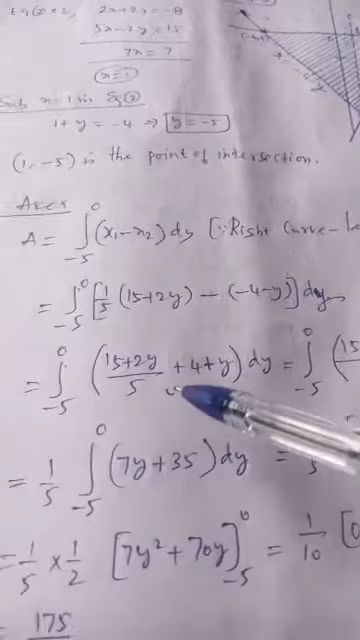 Eq(2)×2, 2x+2y = -8
5x-2y = 15
7x = 7
x=1
Sub x=1 in Eq(2)
1+y = -4 ⇒ y = -5
(1, -5) is the point of intersection.
Area
A = ∫_{-5}^{0} (x₁-x₂) dy [∵ Right Curve -
= ∫_{-5}^{0} [1/5 (15+2y) - (-4-y)] dy
= ∫_{-5}^{0} ((15+2y)/5 + 4+y) dy = ∫_{-5}^{0} (15
= 1/5 ∫_{-5}^{0} (7y+35) dy =
= 1/5 × 1/2 [7y²+70y]_{-5}^{0} = 1/10 [0
= 175